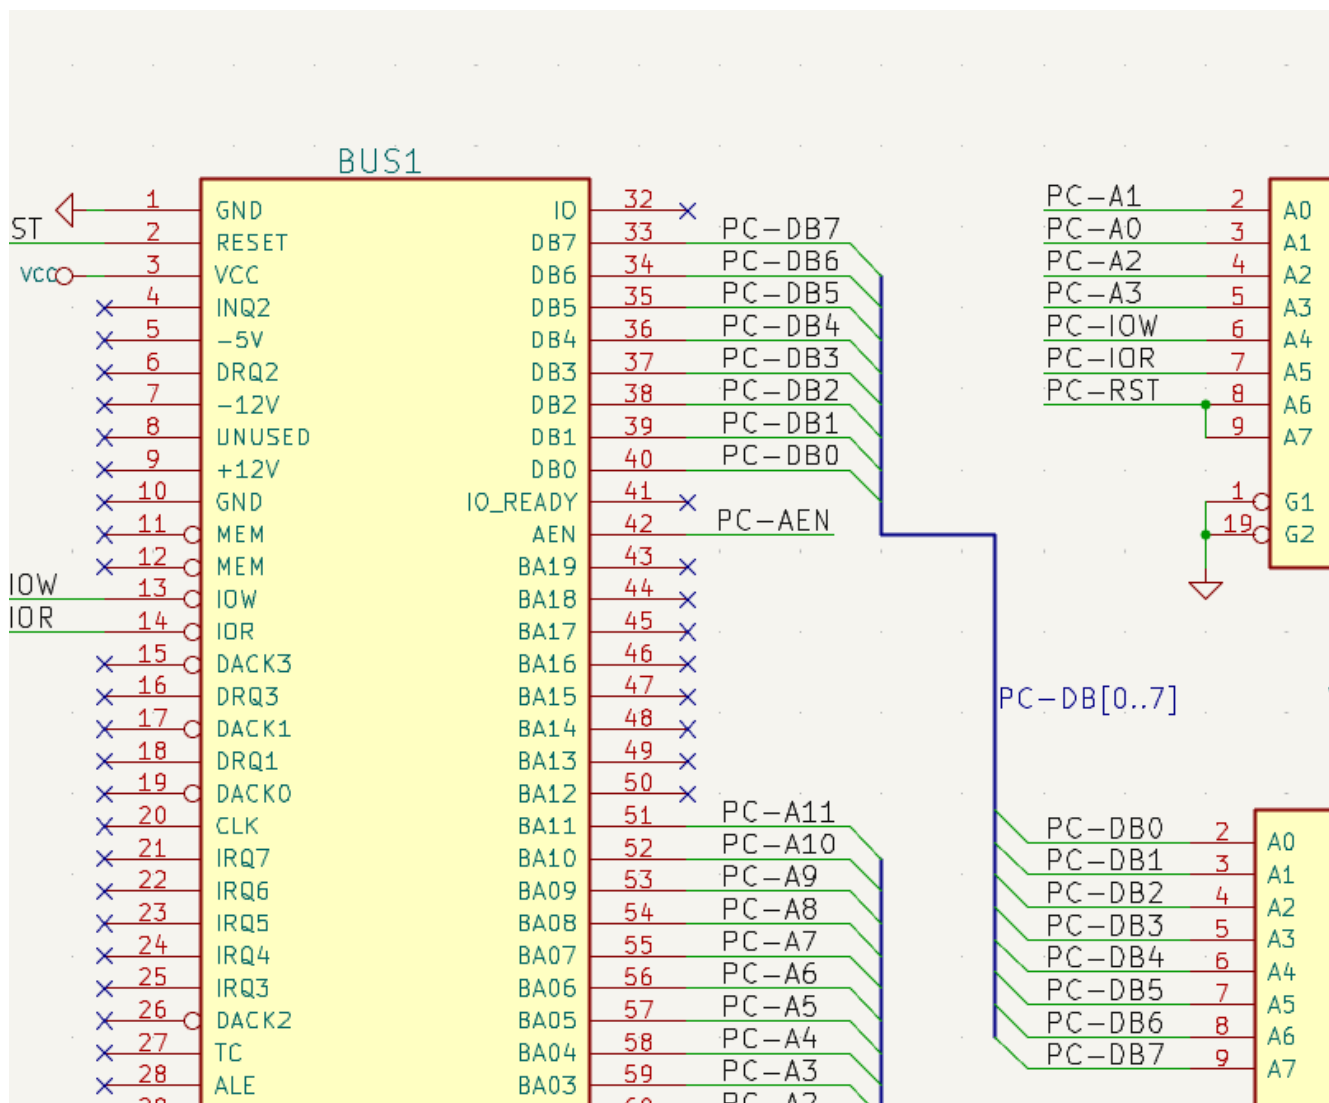 BUS1
1 GND IO 32
ST 2 RESET DB7 33 PC-DB7
VCC 3 VCC DB6 34 PC-DB6
4 INQ2 DB5 35 PC-DB5
5 -5V DB4 36 PC-DB4
6 DRQ2 DB3 37 PC-DB3
7 -12V DB2 38 PC-DB2
8 UNUSED DB1 39 PC-DB1
9 +12V DB0 40 PC-DB0
10 GND IO_READY 41
11 MEM AEN 42 PC-AEN
12 MEM BA19 43
IOW 13 IOW BA18 44
IOR 14 IOR BA17 45
15 DACK3 BA16 46
16 DRQ3 BA15 47
17 DACK1 BA14 48
18 DRQ1 BA13 49
19 DACK0 BA12 50
20 CLK BA11 51 PC-A11
21 IRQ7 BA10 52 PC-A10
22 IRQ6 BA09 53 PC-A9
23 IRQ5 BA08 54 PC-A8
24 IRQ4 BA07 55 PC-A7
25 IRQ3 BA06 56 PC-A6
26 DACK2 BA05 57 PC-A5
27 TC BA04 58 PC-A4
28 ALE BA03 59 PC-A3
PC-A1 2 A0
PC-A0 3 A1
PC-A2 4 A2
PC-A3 5 A3
PC-IOW 6 A4
PC-IOR 7 A5
PC-RST 8 A6
9 A7
1 G1
19 G2
PC-DB[0..7]
PC-DB0 2 A0
PC-DB1 3 A1
PC-DB2 4 A2
PC-DB3 5 A3
PC-DB4 6 A4
PC-DB5 7 A5
PC-DB6 8 A6
PC-DB7 9 A7